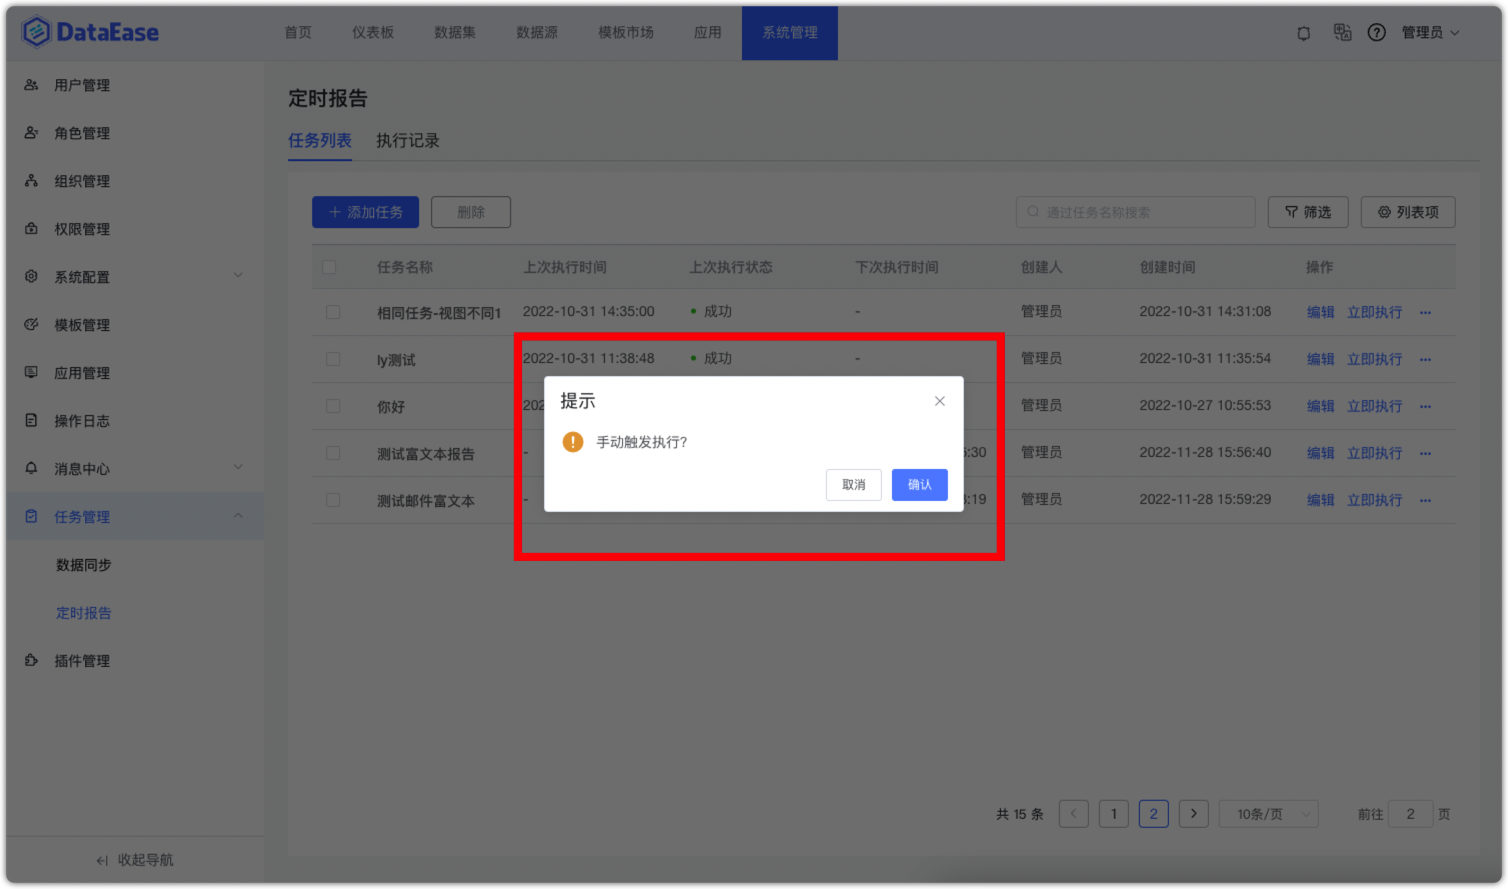 DataEase
首页 仪表板 数据集 数据源 模板市场 应用 系统管理 管理员
用户管理
角色管理
组织管理
权限管理
系统配置
模板管理
应用管理
操作日志
消息中心
任务管理
数据同步
定时报告
插件管理
收起导航
定时报告
任务列表 执行记录
添加任务 删除 通过任务名称搜索 筛选 列表项
任务名称 上次执行时间 上次执行状态 下次执行时间 创建人 创建时间 操作
相同任务-视图不同1 2022-10-31 14:35:00 成功 - 管理员 2022-10-31 14:31:08 编辑 立即执行 ···
ly测试 2022-10-31 11:38:48 成功 - 管理员 2022-10-31 11:35:54 编辑 立即执行 ···
你好 202 管理员 2022-10-27 10:55:53 编辑 立即执行 ···
测试富文本报告 - :30 管理员 2022-11-28 15:56:40 编辑 立即执行 ···
测试邮件富文本 - :19 管理员 2022-11-28 15:59:29 编辑 立即执行 ···
提示
手动触发执行?
取消 确认
共 15 条 1 2 10条/页 前往 2 页